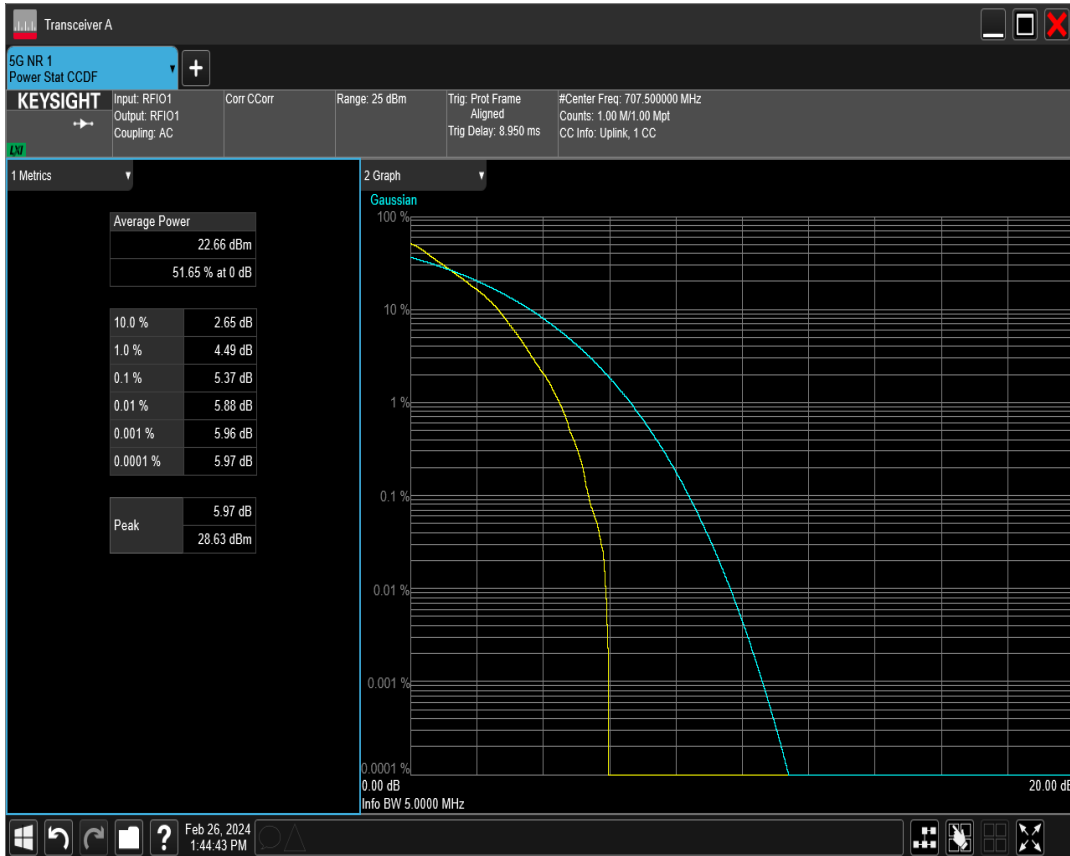 Transceiver A
5G NR 1
Power Stat CCDF
+
KEYSIGHT
LXI
Input: RFIO1
Output: RFIO1
Coupling: AC
Corr CCorr
Range: 25 dBm
Trig: Prot Frame
Aligned
Trig Delay: 8.950 ms
#Center Freq: 707.500000 MHz
Counts: 1.00 M/1.00 Mpt
CC Info: Uplink, 1 CC
1 Metrics
Average Power
22.66 dBm
51.65 % at 0 dB
10.0 % 2.65 dB
1.0 % 4.49 dB
0.1 % 5.37 dB
0.01 % 5.88 dB
0.001 % 5.96 dB
0.0001 % 5.97 dB
Peak
5.97 dB
28.63 dBm
2 Graph
Gaussian
100 %
10 %
1 %
0.1 %
0.01 %
0.001 %
0.0001 %
0.00 dB 20.00 dB
Info BW 5.0000 MHz
?
Feb 26, 2024
1:44:43 PM